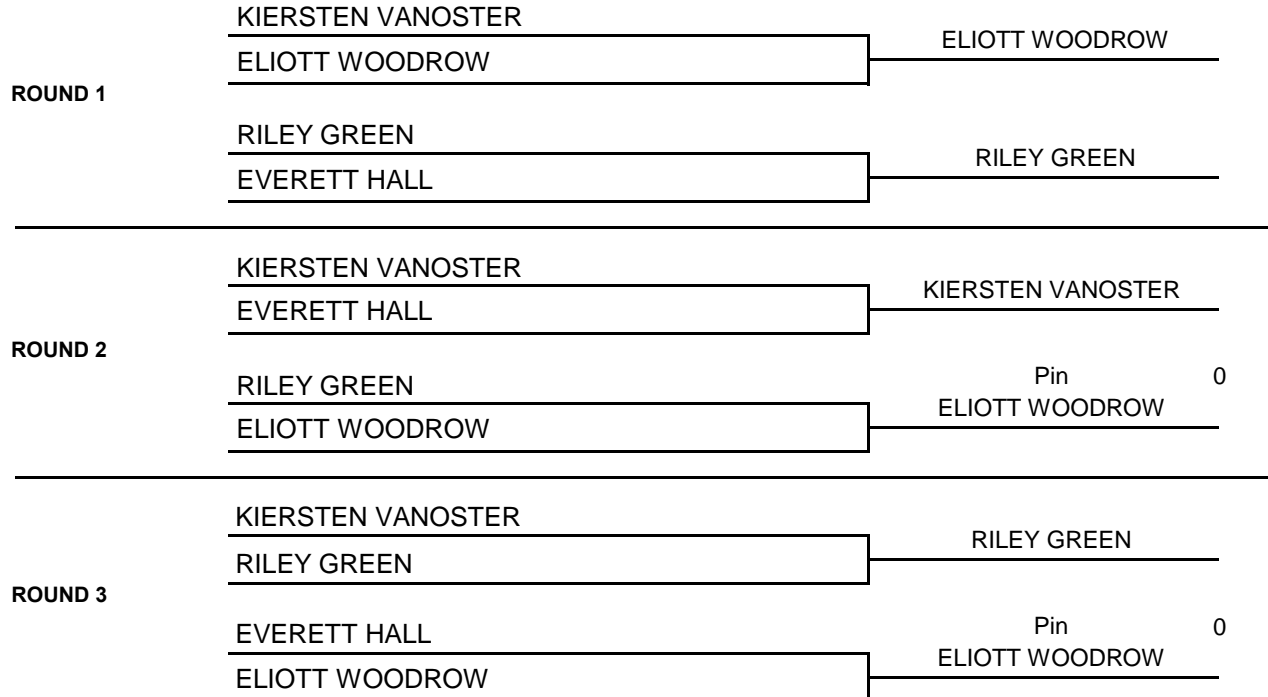 KIERSTEN VANOSTER
ELIOTT WOODROW
ELIOTT WOODROW
ROUND 1
RILEY GREEN
RILEY GREEN
EVERETT HALL
KIERSTEN VANOSTER
KIERSTEN VANOSTER
EVERETT HALL
ROUND 2
Pin 0
RILEY GREEN
ELIOTT WOODROW
ELIOTT WOODROW
KIERSTEN VANOSTER
RILEY GREEN
RILEY GREEN
ROUND 3
Pin 0
EVERETT HALL
ELIOTT WOODROW
ELIOTT WOODROW